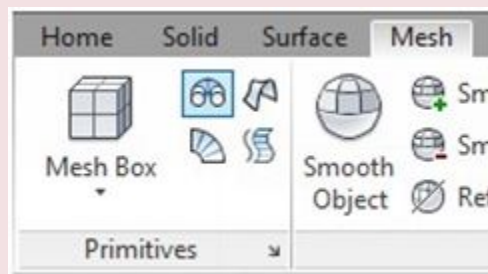 Home Solid Surface Mesh
Mesh Box
Smooth
Object
Primitives